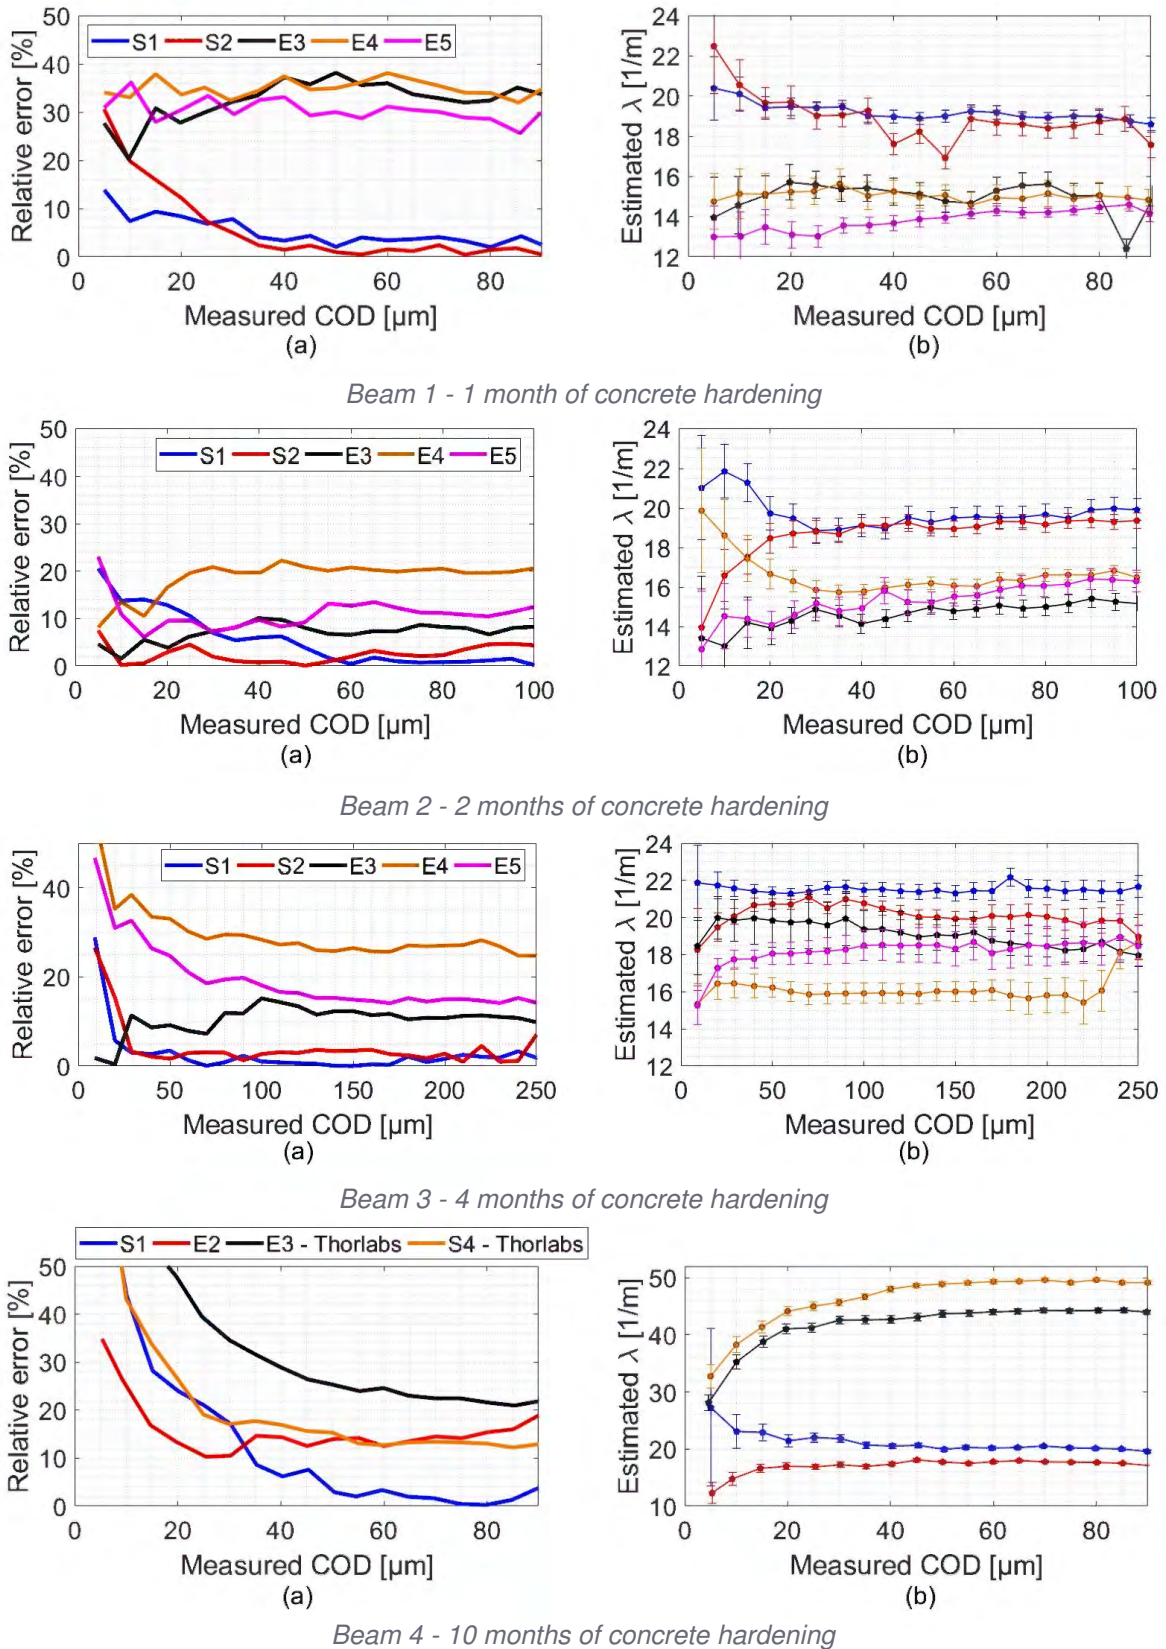 50
40
30
20
10
0
Relative error [%]
S1 S2 E3 E4 E5
0 20 40 60 80
Measured COD [µm]
(a)
24
22
20
18
16
14
12
Estimated λ [1/m]
0 20 40 60 80
Measured COD [µm]
(b)
Beam 1 - 1 month of concrete hardening
50
40
30
20
10
0
Relative error [%]
S1 S2 E3 E4 E5
0 20 40 60 80 100
Measured COD [µm]
(a)
24
22
20
18
16
14
12
Estimated λ [1/m]
0 20 40 60 80 100
Measured COD [µm]
(b)
Beam 2 - 2 months of concrete hardening
40
20
0
Relative error [%]
S1 S2 E3 E4 E5
0 50 100 150 200 250
Measured COD [µm]
(a)
24
22
20
18
16
14
12
Estimated λ [1/m]
0 50 100 150 200 250
Measured COD [µm]
(b)
Beam 3 - 4 months of concrete hardening
S1 E2 E3 - Thorlabs S4 - Thorlabs
50
40
30
20
10
0
Relative error [%]
0 20 40 60 80
Measured COD [µm]
(a)
50
40
30
20
10
Estimated λ [1/m]
0 20 40 60 80
Measured COD [µm]
(b)
Beam 4 - 10 months of concrete hardening